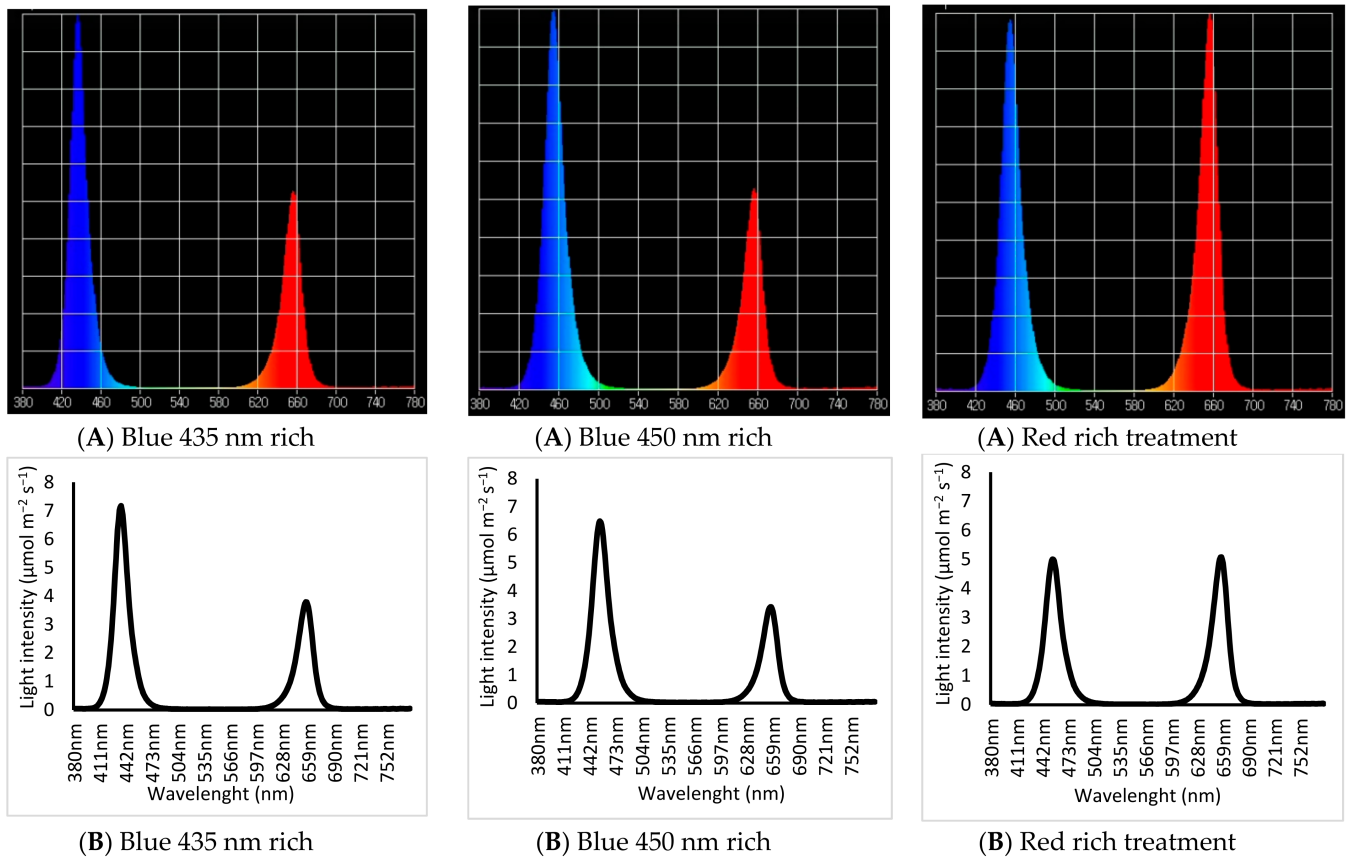 380 420 460 500 540 580 620 660 700 740 780
380 420 460 500 540 580 620 660 700 740 780
380 420 460 500 540 580 620 660 700 740 780
(A) Blue 435 nm rich
(A) Blue 450 nm rich
(A) Red rich treatment
Light intensity (μmol m⁻² s⁻¹)
8
7
6
5
4
3
2
1
0
380nm
411nm
442nm
473nm
504nm
535nm
566nm
597nm
628nm
659nm
690nm
721nm
752nm
Wavelenght (nm)
Light intensity (μmol m⁻² s⁻¹)
8
7
6
5
4
3
2
1
0
380nm
411nm
442nm
473nm
504nm
535nm
566nm
597nm
628nm
659nm
690nm
721nm
752nm
Wavelenght (nm)
Light intensity (μmol m⁻² s⁻¹)
8
7
6
5
4
3
2
1
0
380nm
411nm
442nm
473nm
504nm
535nm
566nm
597nm
628nm
659nm
690nm
721nm
752nm
Wavelenght (nm)
(B) Blue 435 nm rich
(B) Blue 450 nm rich
(B) Red rich treatment